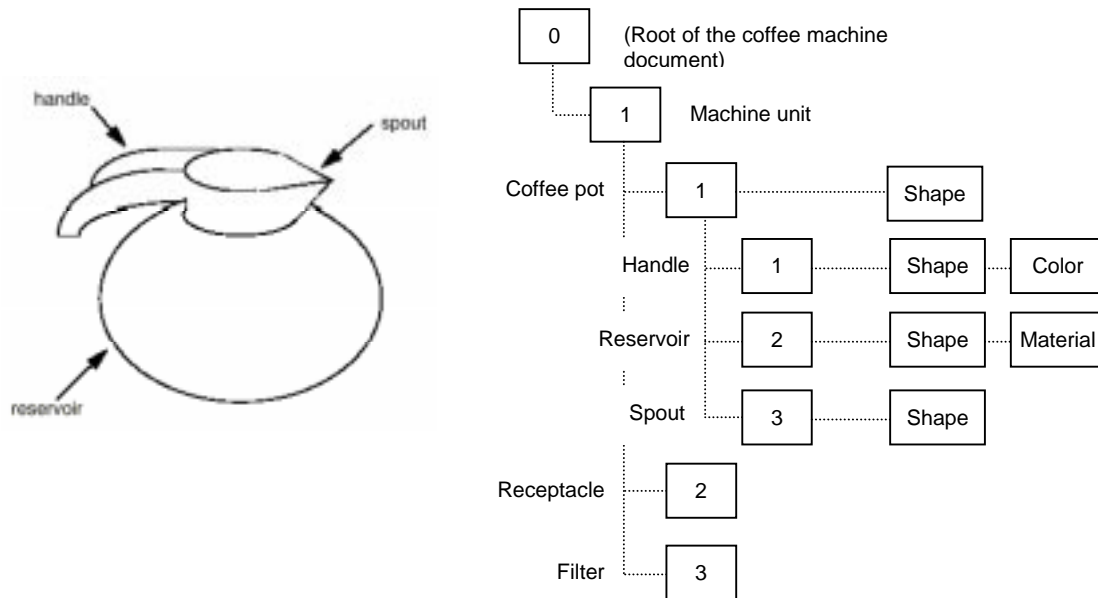 handle
spout
reservoir
0 (Root of the coffee machine
document)
1 Machine unit
Coffee pot 1 Shape
Handle 1 Shape Color
Reservoir 2 Shape Material
Spout 3 Shape
Receptacle 2
Filter 3